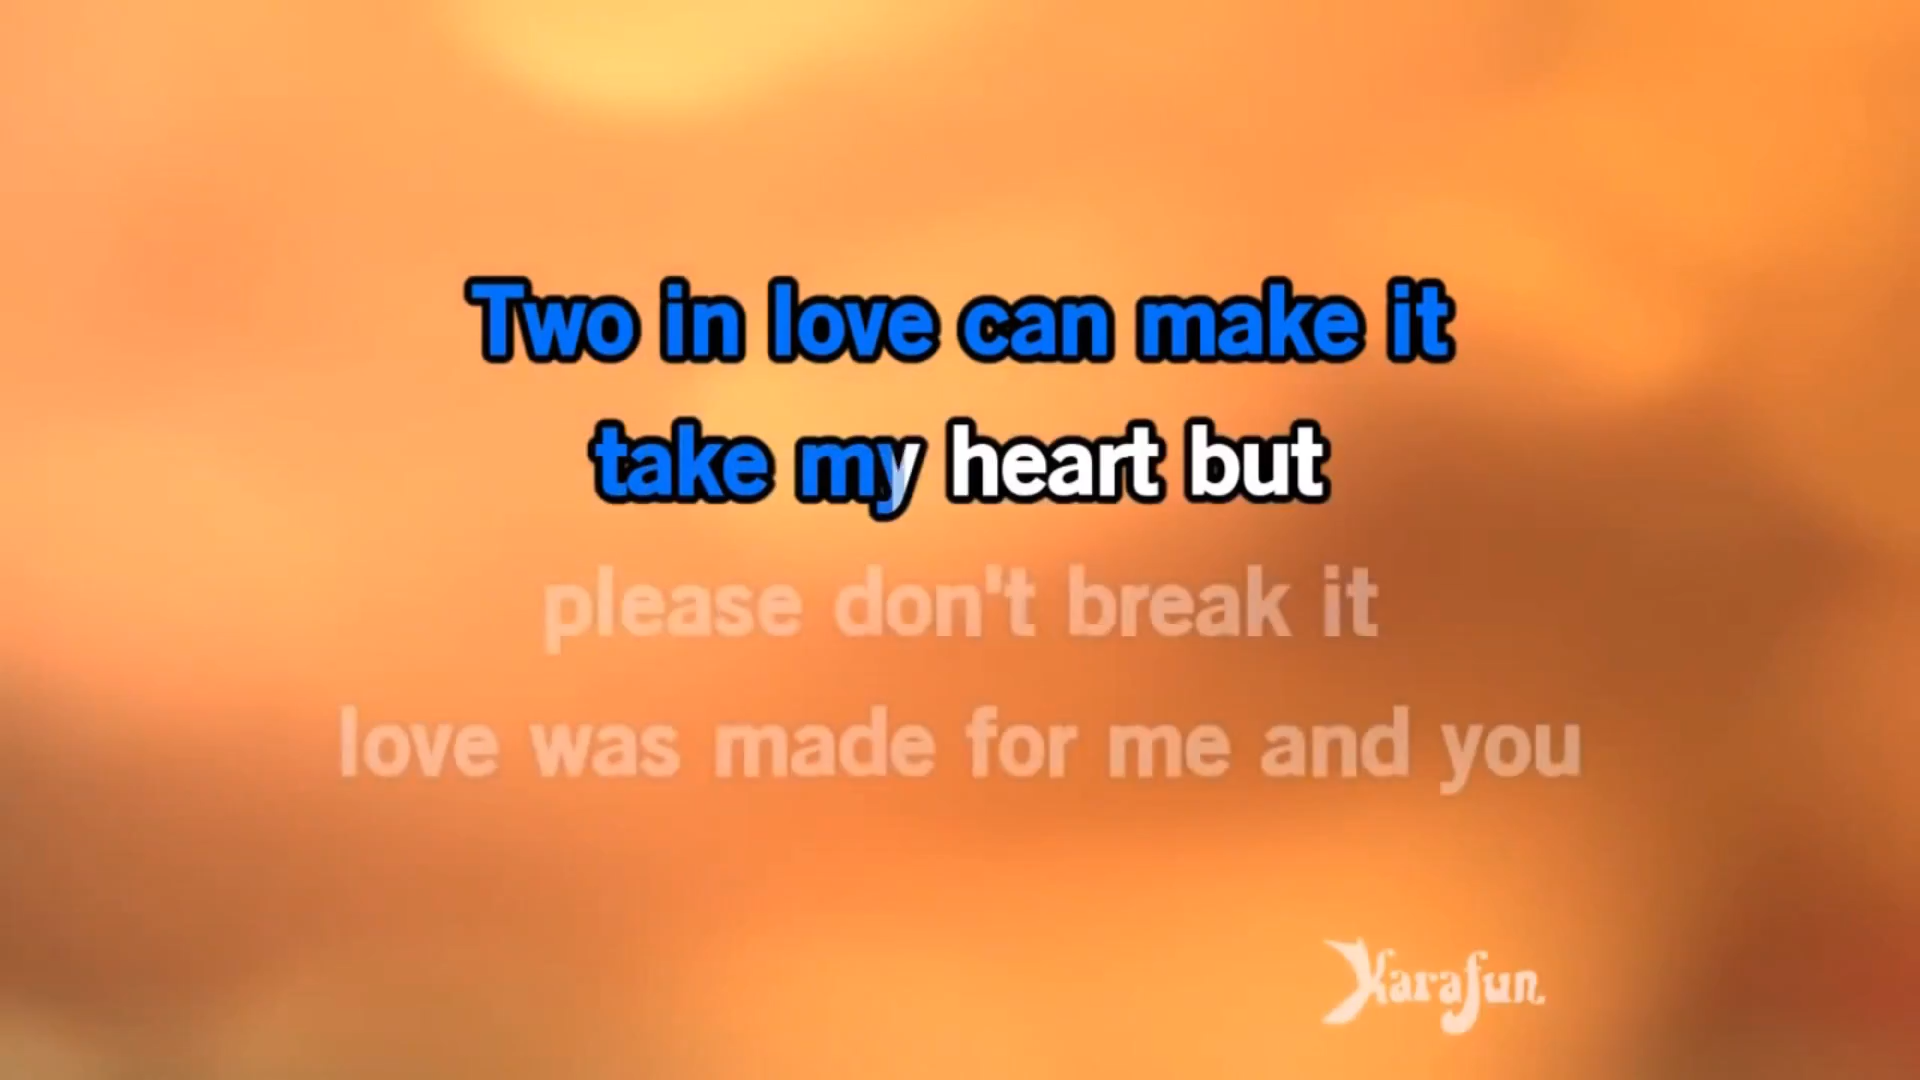 Two in love can make it
take my heart but
please don't break it
love was made for me and you
Karafun